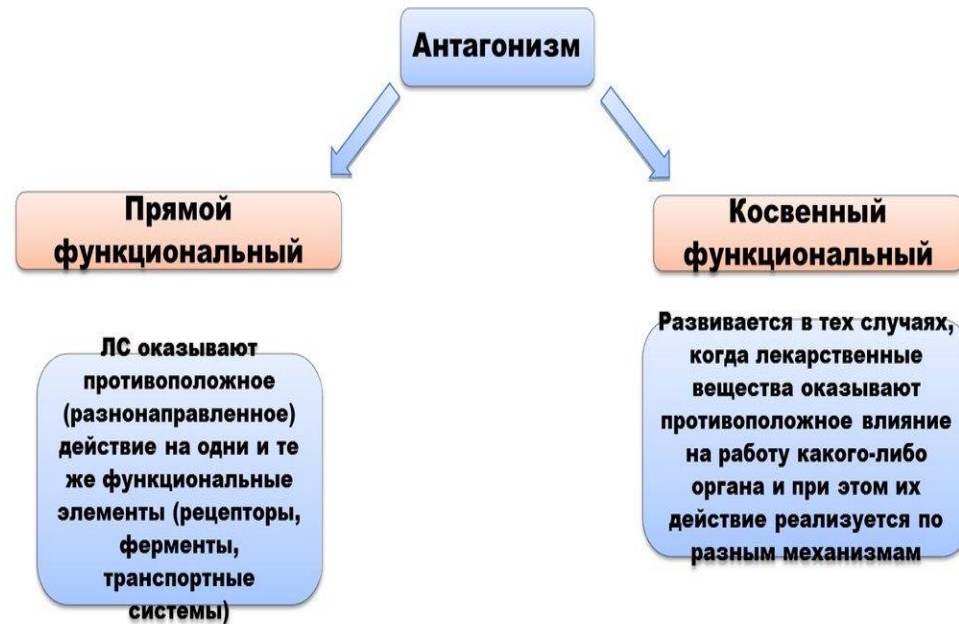 Антагонизм
Прямой
функциональный
ЛС оказывают
противоположное
(разнонаправленное)
действие на одни и те
же функциональные
элементы (рецепторы,
ферменты,
транспортные
системы)
Косвенный
функциональный
Развивается в тех случаях,
когда лекарственные
вещества оказывают
противоположное влияние
на работу какого-либо
органа и при этом их
действие реализуется по
разным механизмам